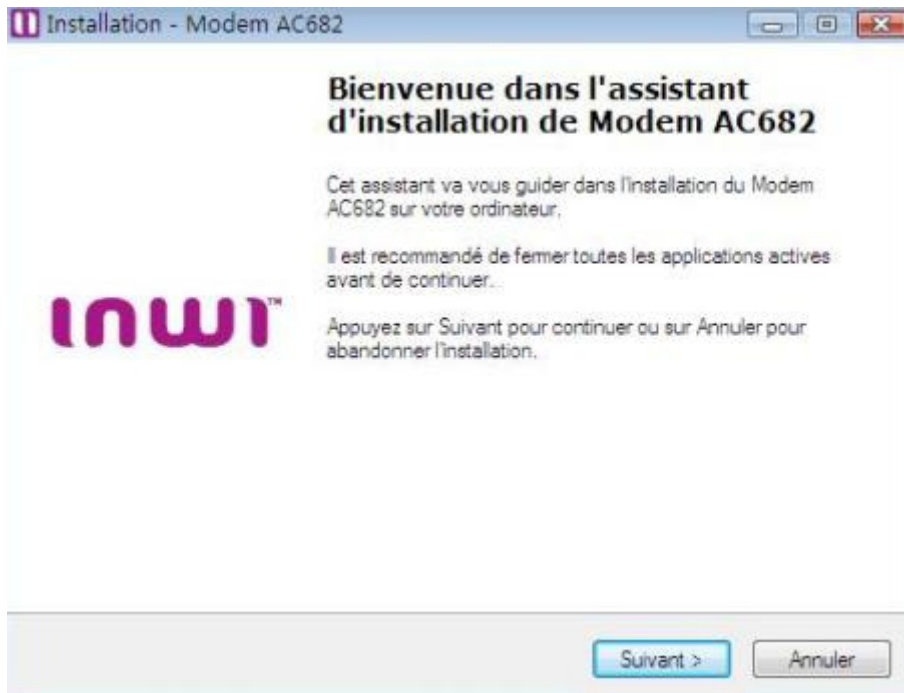 Installation - Modem AC682
Bienvenue dans l'assistant
d'installation de Modem AC682
Cet assistant va vous guider dans l'installation du Modem
AC682 sur votre ordinateur.
Il est recommandé de fermer toutes les applications actives
avant de continuer.
inwi™
Appuyez sur Suivant pour continuer ou sur Annuler pour
abandonner l'installation.
Suivant >
Annuler